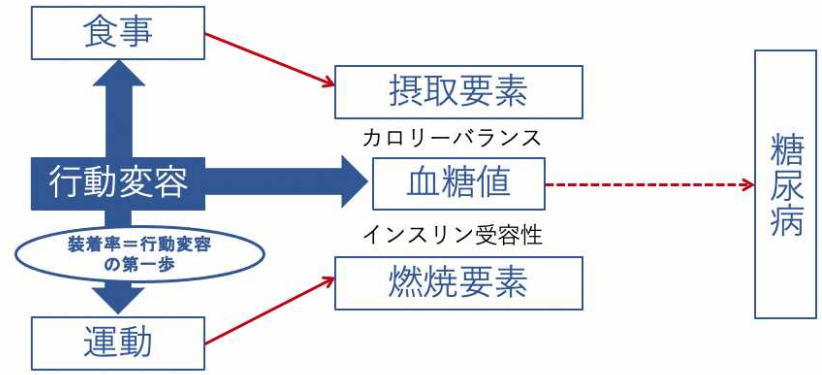 食事
摂取要素
カロリーバランス
行動変容
血糖値
糖尿病
装着率＝行動変容
の第一歩
インスリン受容性
燃焼要素
運動